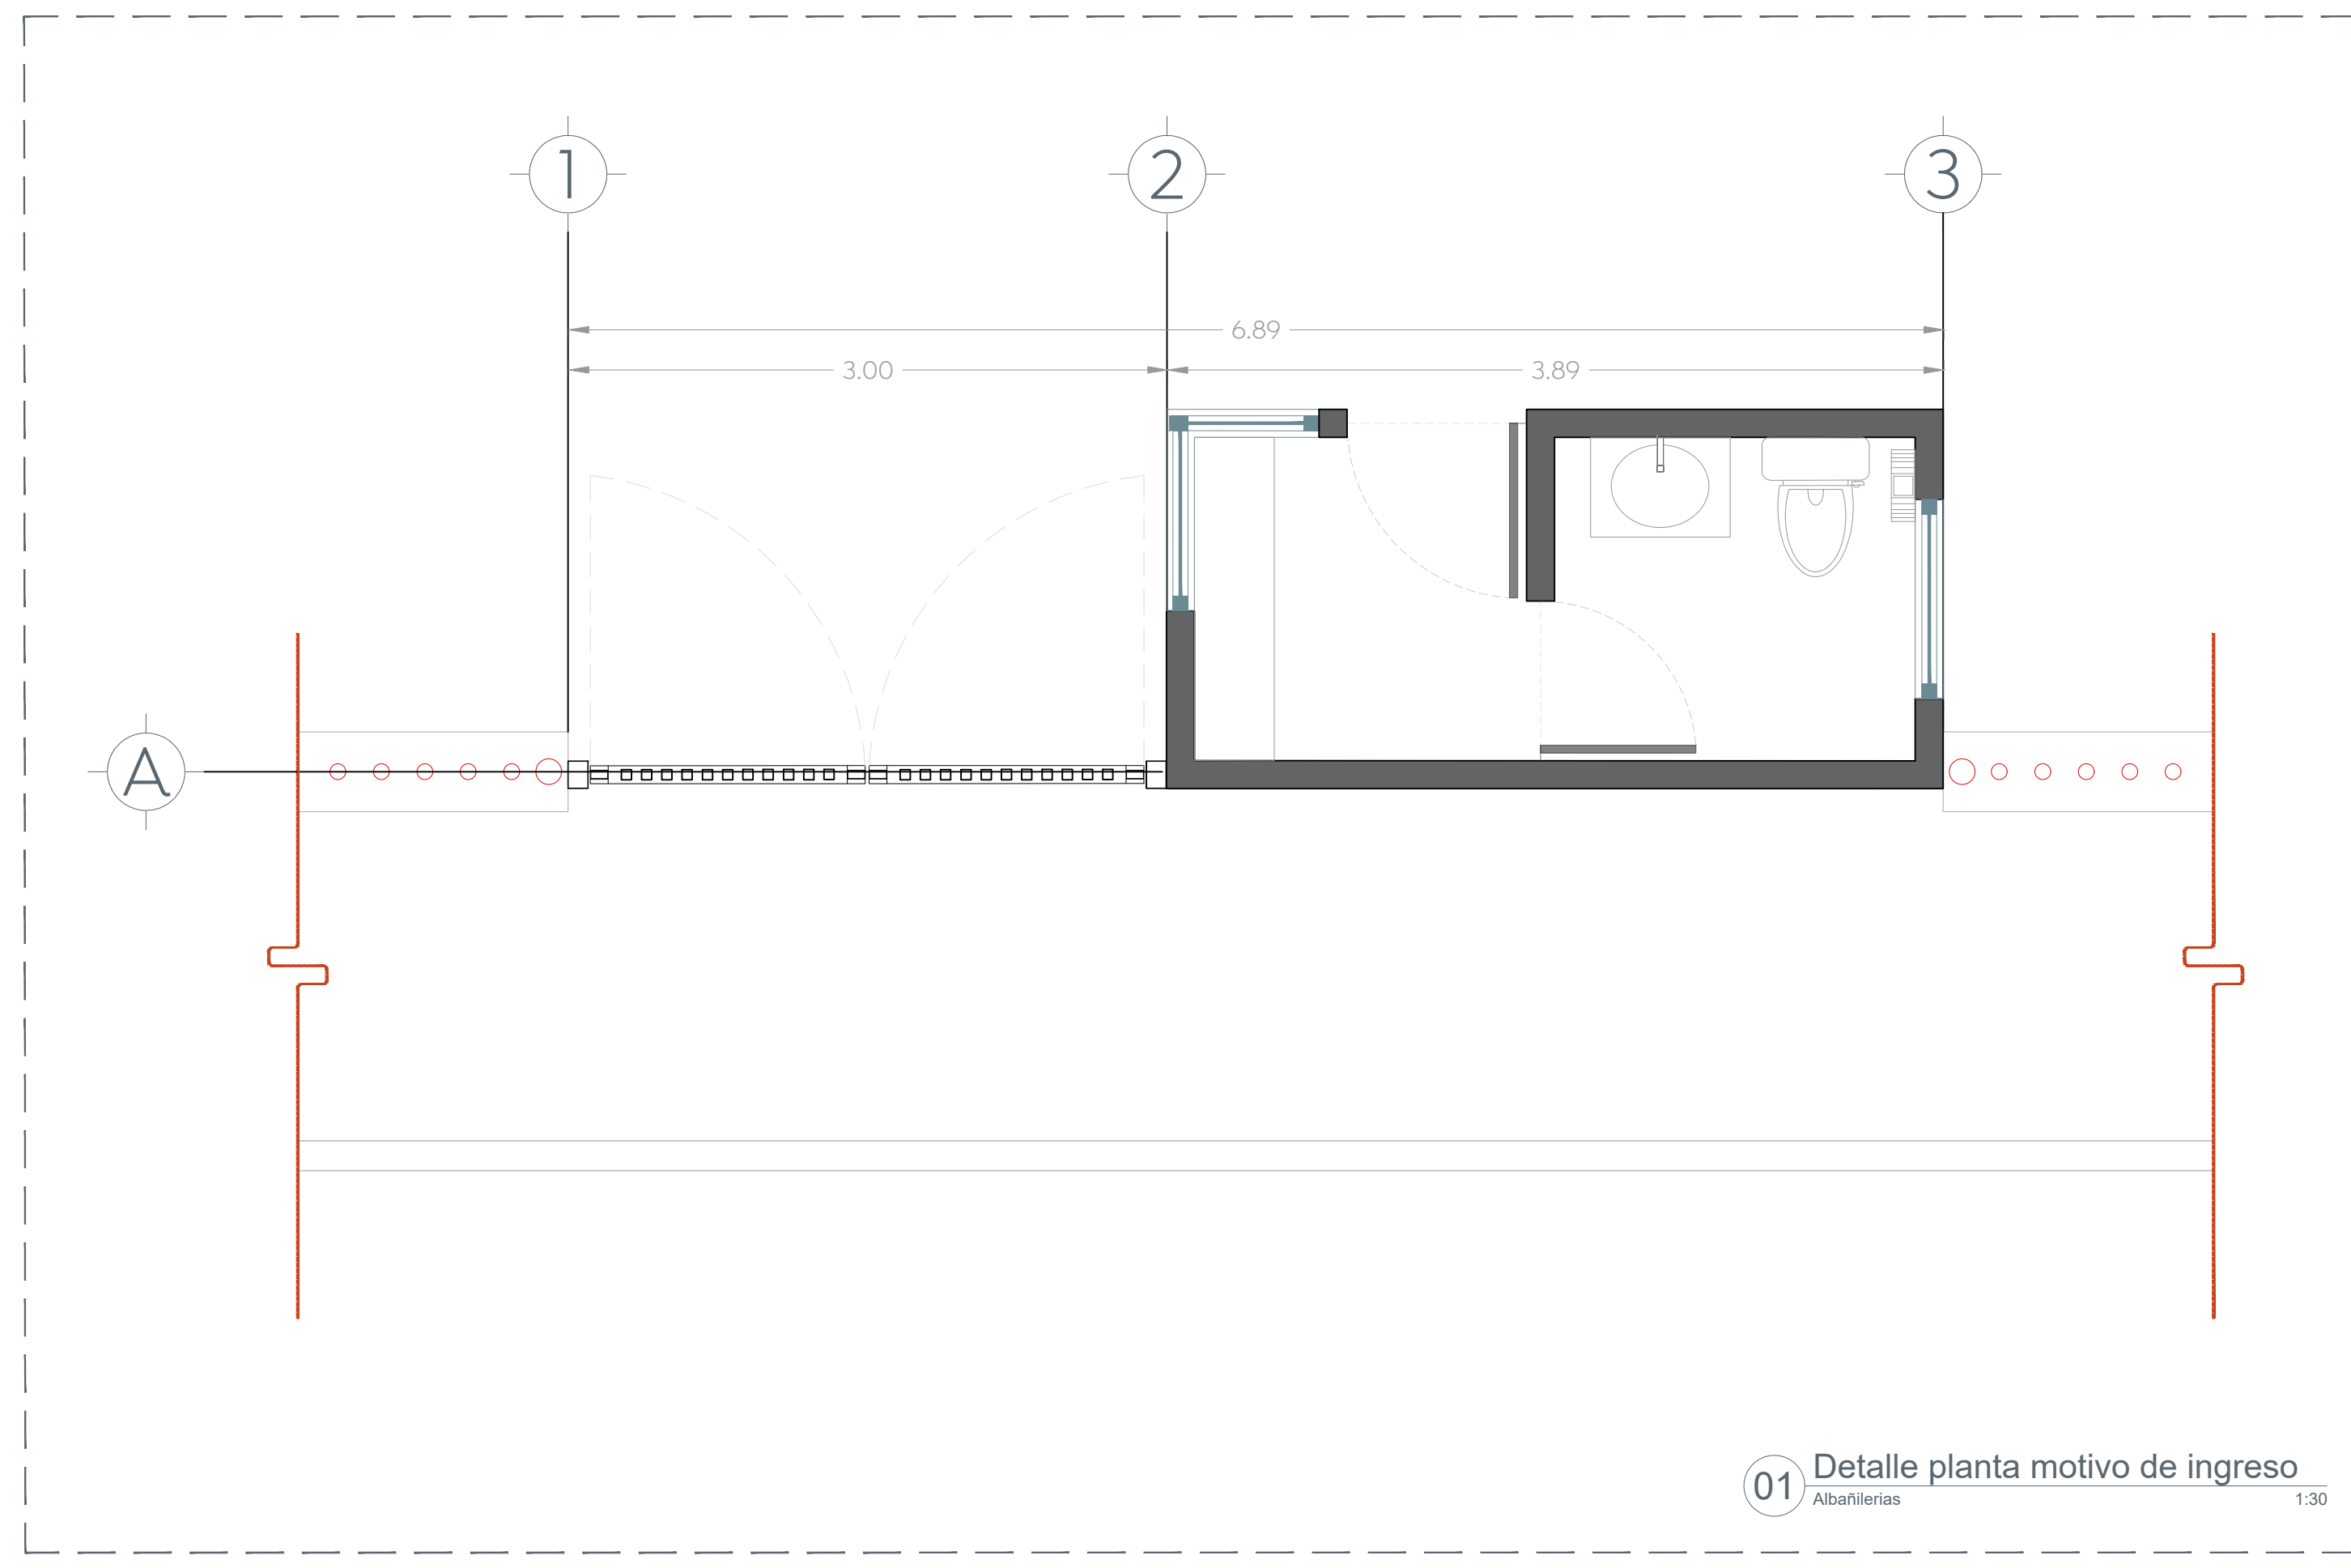 1
2
3
6.89
3.00
3.89
A
01
Detalle planta motivo de ingreso
Albañilerias
1:30